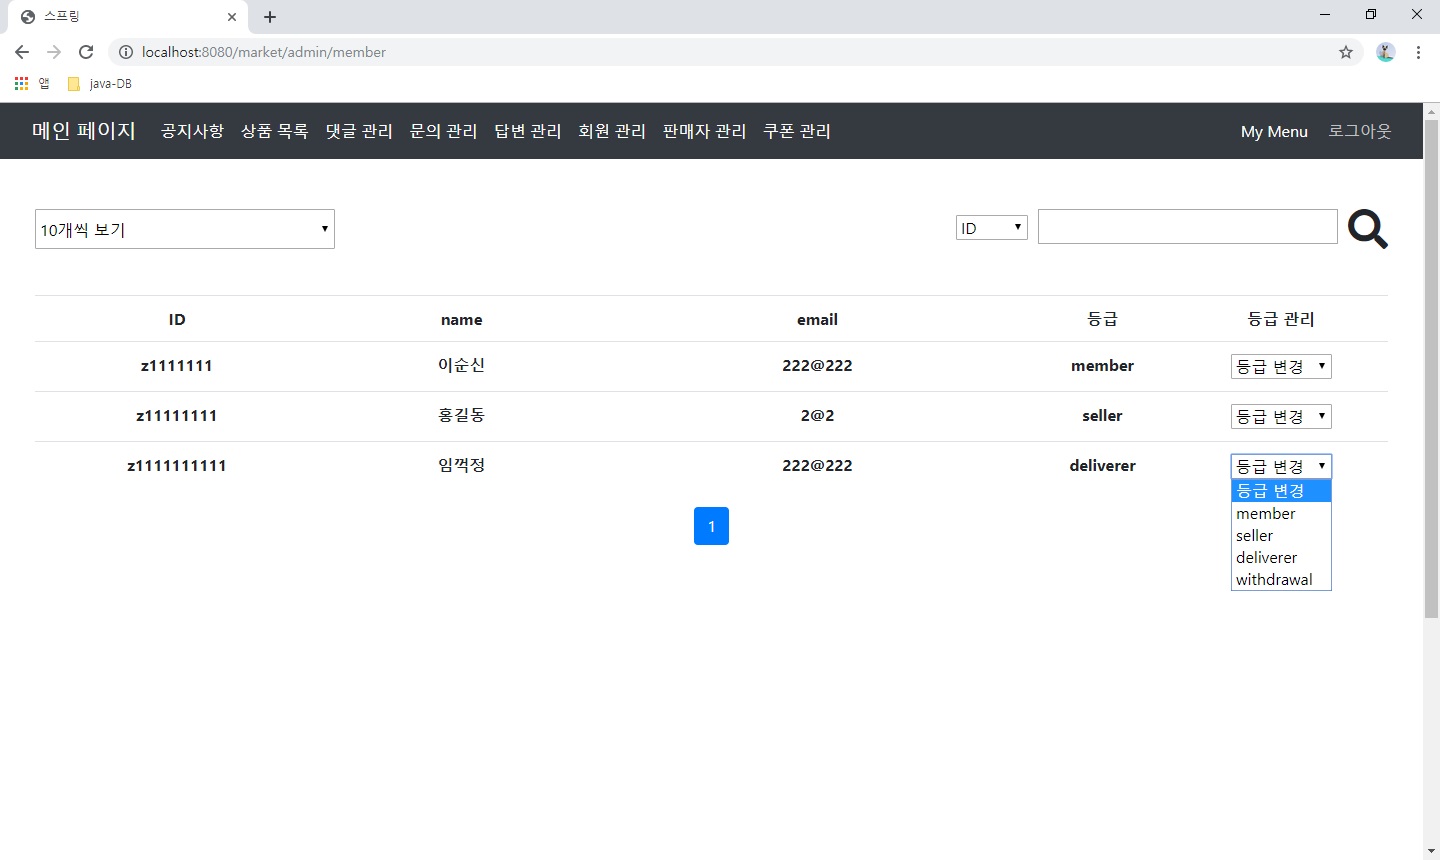 스프링
localhost:8080/market/admin/member
앱 java-DB
메인 페이지 공지사항 상품 목록 댓글 관리 문의 관리 답변 관리 회원 관리 판매자 관리 쿠폰 관리 My Menu 로그아웃
10개씩 보기 ID
ID name email 등급 등급 관리
z1111111 이순신 222@222 member 등급 변경
z11111111 홍길동 2@2 seller 등급 변경
z1111111111 임꺽정 222@222 deliverer 등급 변경
등급 변경
member
seller
deliverer
withdrawal
1